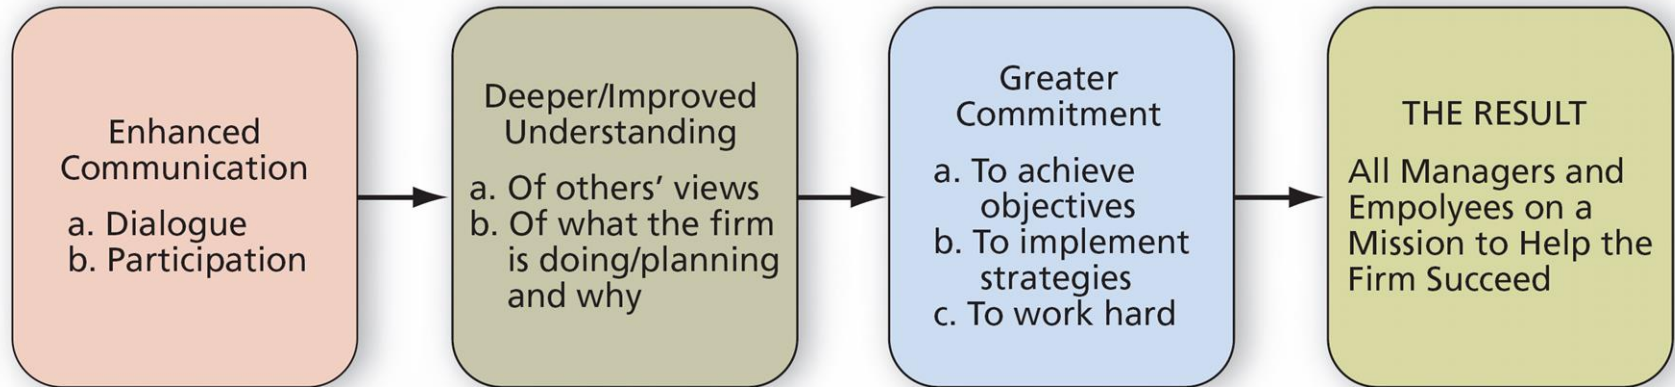 Enhanced
Communication
a. Dialogue
b. Participation
Deeper/Improved
Understanding
a. Of others’ views
b. Of what the firm
is doing/planning
and why
Greater
Commitment
a. To achieve
objectives
b. To implement
strategies
c. To work hard
THE RESULT
All Managers and
Empolyees on a
Mission to Help the
Firm Succeed